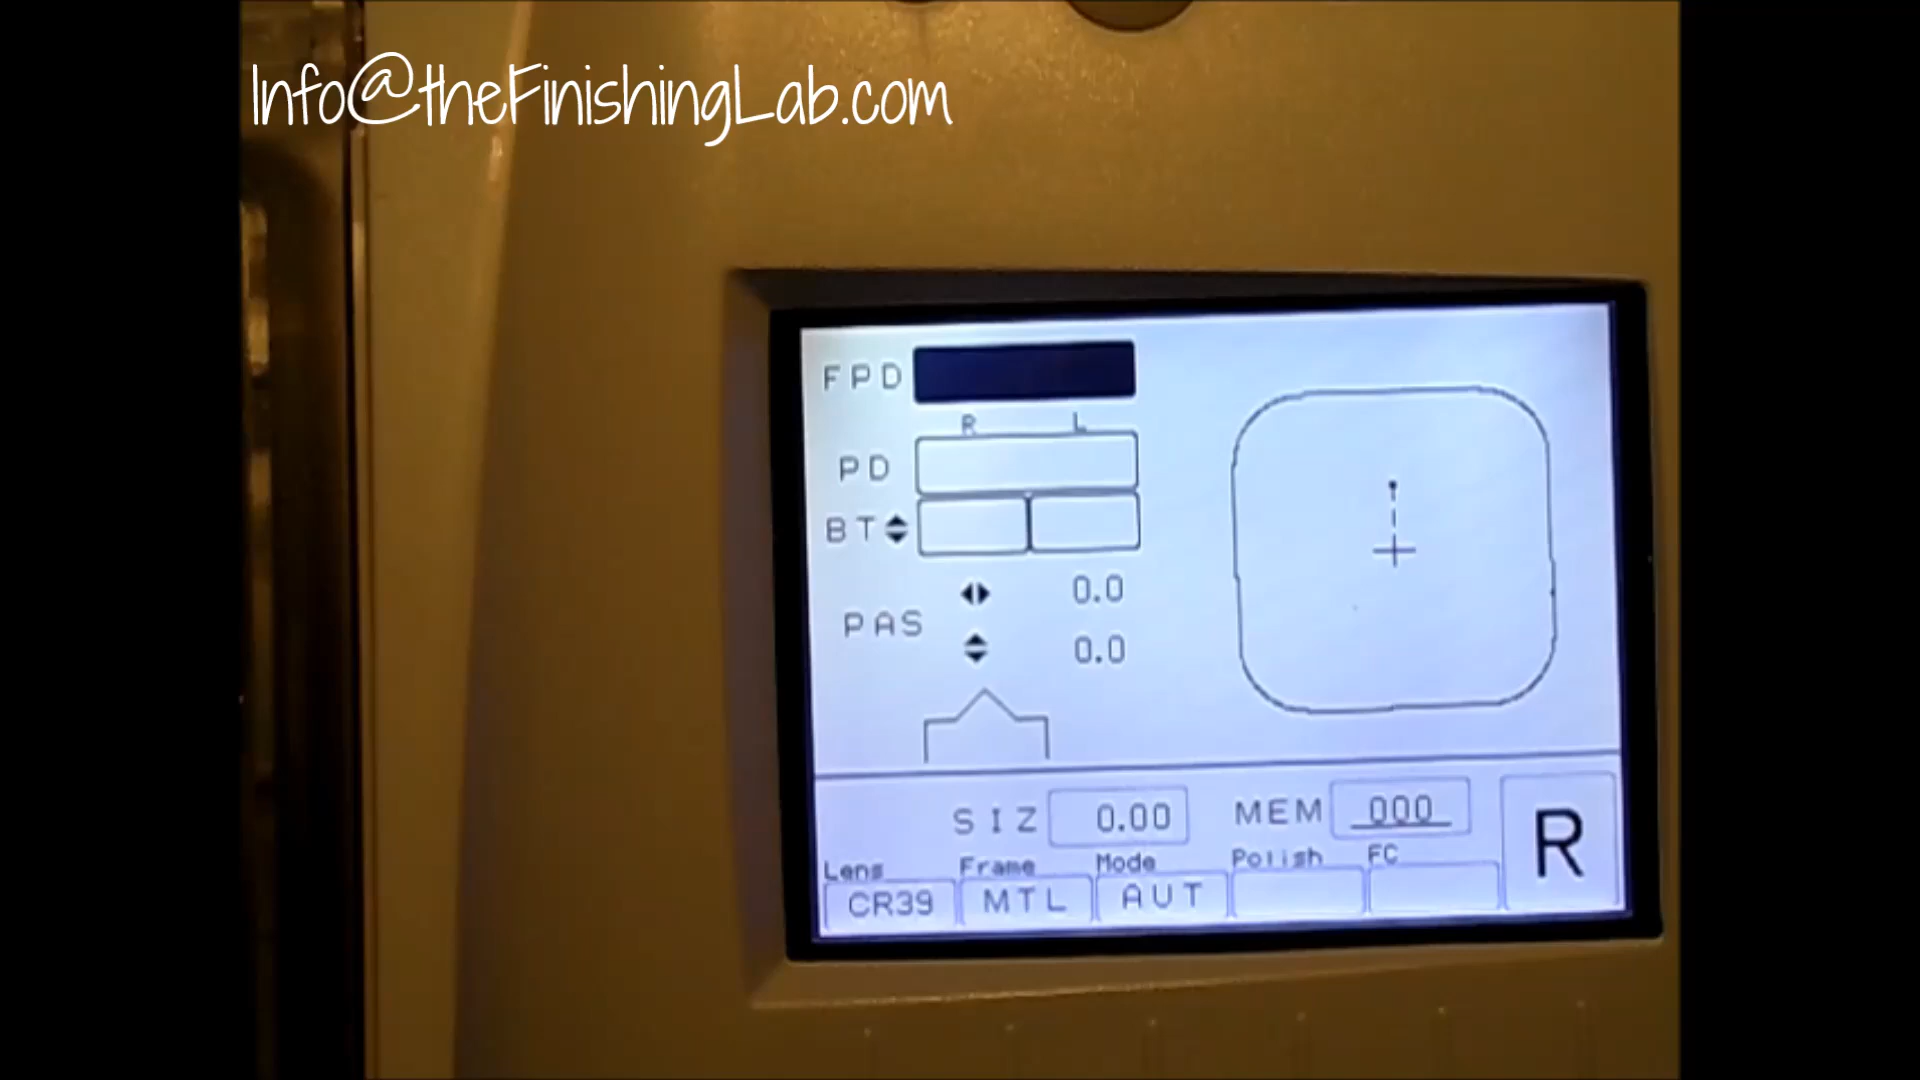 Info@theFinishingLab.com
FPD
R L
PD
BT
0.0
PAS
0.0
SIZ 0.00 MEM 000
R
Lens Frame Mode Polish FC
CR39 MTL AUT